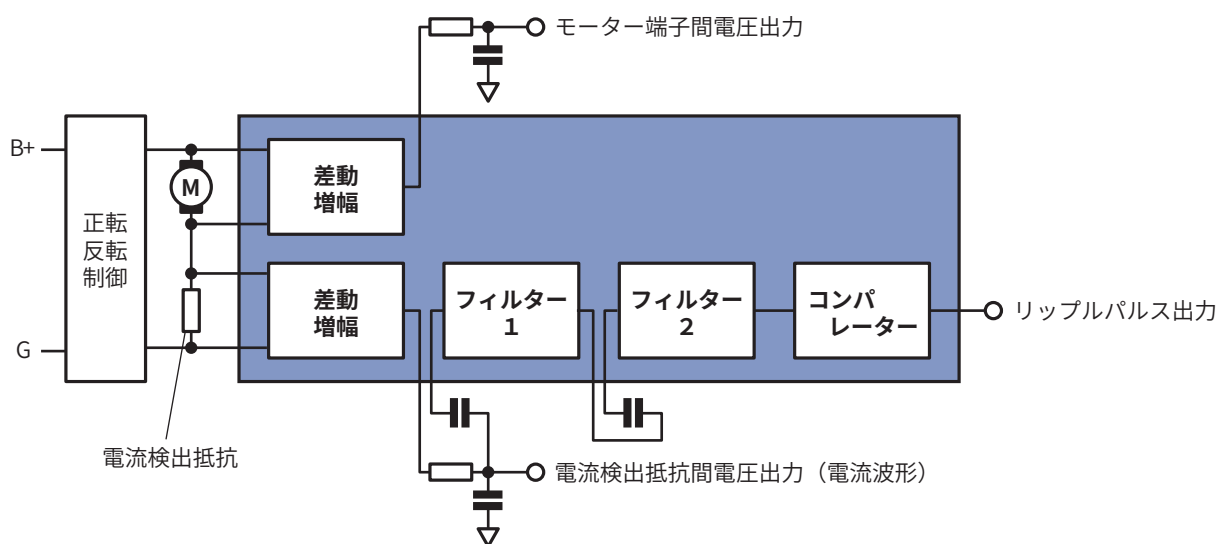 モーター端子間電圧出力
B+
正転
反転
制御
M
差動
増幅
差動
増幅
フィルター
1
フィルター
2
コンパ
レーター
リップルパルス出力
G
電流検出抵抗
電流検出抵抗間電圧出力（電流波形）